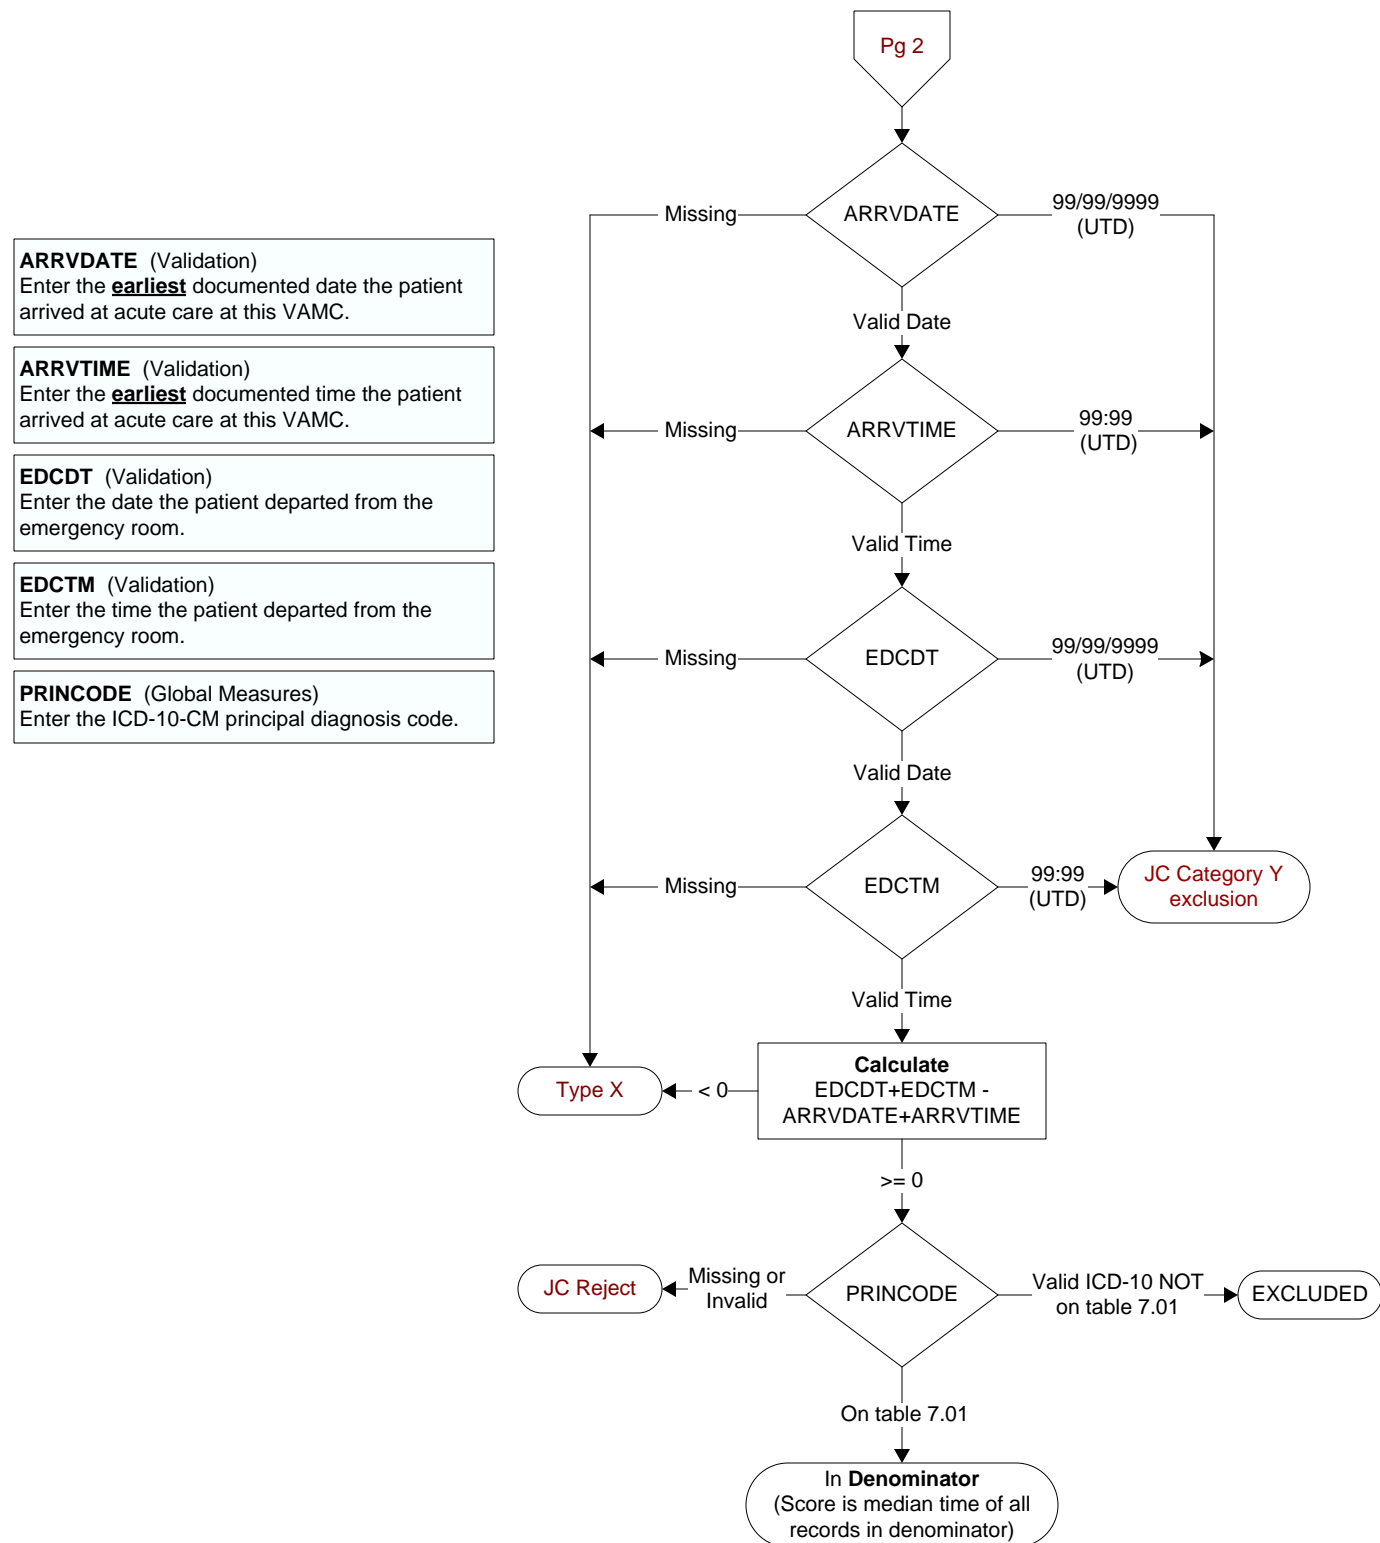 Pg 2
ARRVDATE
Missing
99/99/9999
(UTD)
Valid Date
ARRVDATE (Validation)
Enter the earliest documented date the patient
arrived at acute care at this VAMC.
ARRVTIME (Validation)
Enter the earliest documented time the patient
arrived at acute care at this VAMC.
EDCDT (Validation)
Enter the date the patient departed from the
emergency room.
EDCTM (Validation)
Enter the time the patient departed from the
emergency room.
PRINCODE (Global Measures)
Enter the ICD-10-CM principal diagnosis code.
Missing
ARRVTIME
99:99
(UTD)
Valid Time
Missing
EDCDT
99/99/9999
(UTD)
Valid Date
Missing
EDCTM
99:99
(UTD)
JC Category Y
exclusion
Valid Time
Type X
< 0
Calculate
EDCDT+EDCTM -
ARRVDATE+ARRVTIME
>= 0
JC Reject
Missing or
Invalid
PRINCODE
Valid ICD-10 NOT
on table 7.01
EXCLUDED
On table 7.01
In Denominator
(Score is median time of all
records in denominator)